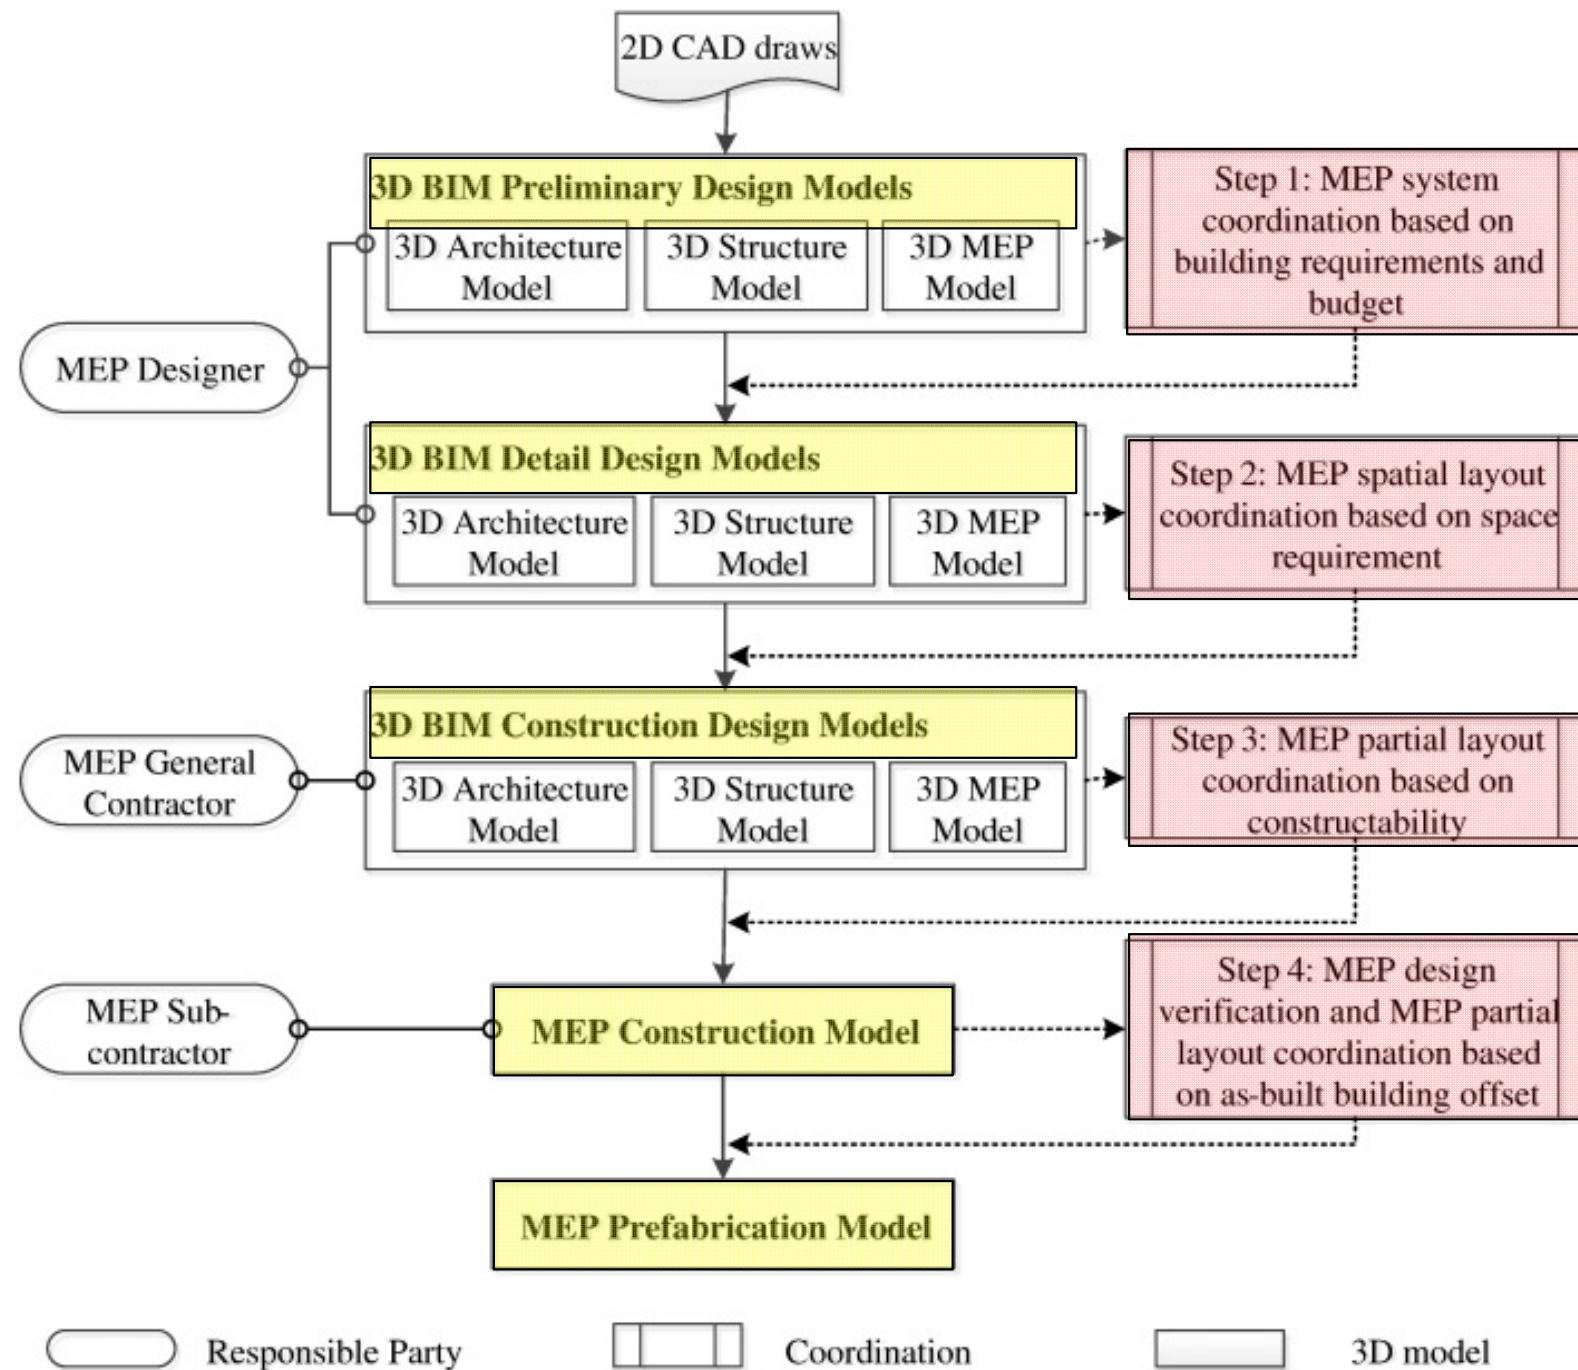 2D CAD draws
3D BIM Preliminary Design Models
3D Architecture
Model
3D Structure
Model
3D MEP
Model
Step 1: MEP system
coordination based on
building requirements and
budget
MEP Designer
3D BIM Detail Design Models
3D Architecture
Model
3D Structure
Model
3D MEP
Model
Step 2: MEP spatial layout
coordination based on space
requirement
MEP General
Contractor
3D BIM Construction Design Models
3D Architecture
Model
3D Structure
Model
3D MEP
Model
Step 3: MEP partial layout
coordination based on
constructability
MEP Sub-
contractor
MEP Construction Model
Step 4: MEP design
verification and MEP partial
layout coordination based
on as-built building offset
MEP Prefabrication Model
Responsible Party
Coordination
3D model